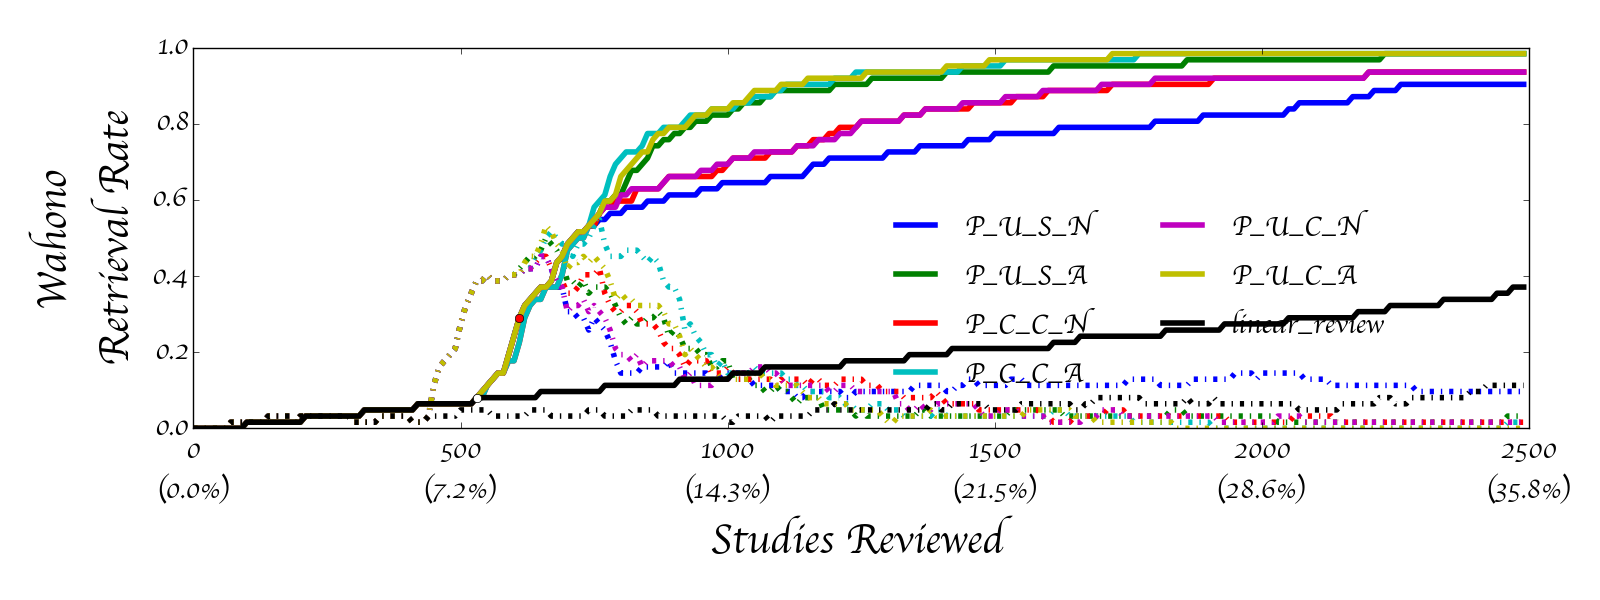 Wahono
Retrieval Rate
1.0
0.8
0.6
0.4
0.2
0.0
P_U_S_N
P_U_S_A
P_C_C_N
P_C_C_A
P_U_C_N
P_U_C_A
linear_review
0 500 1000 1500 2000 2500
(0.0%) (7.2%) (14.3%) (21.5%) (28.6%) (35.8%)
Studies Reviewed